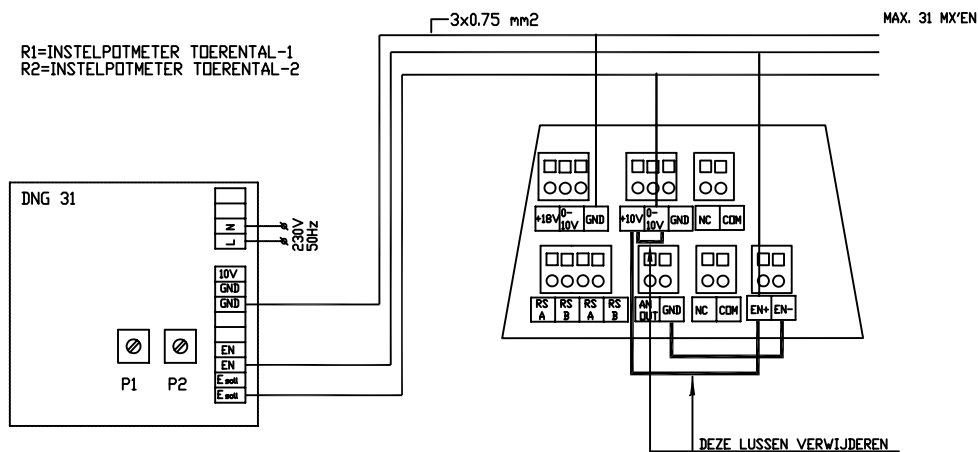 3x0.75 mm2
MAX. 31 MX'EN
R1=INSTELPOTMETER TOERENTAL-1
R2=INSTELPOTMETER TOERENTAL-2
DNG 31
N
L
230V
50Hz
10V
GND
GND
EN
EN
E soll
E soll
P1
P2
+18V
0-
10V
GND
+10V
0-
10V
GND
NC
COM
RS
A
RS
B
RS
A
RS
B
AN
OUT
GND
NC
COM
EN+
EN-
DEZE LUSSEN VERWIJDEREN